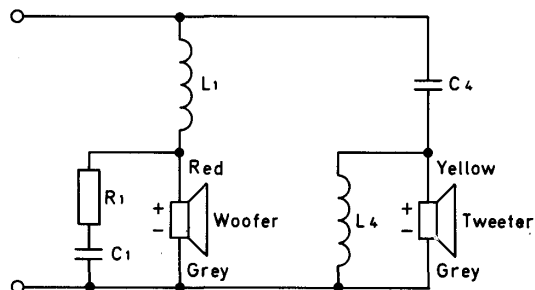 L1
C4
Red
Yellow
R1
+
-
Woofer
L4
+
-
Tweeter
C1
Grey
Grey